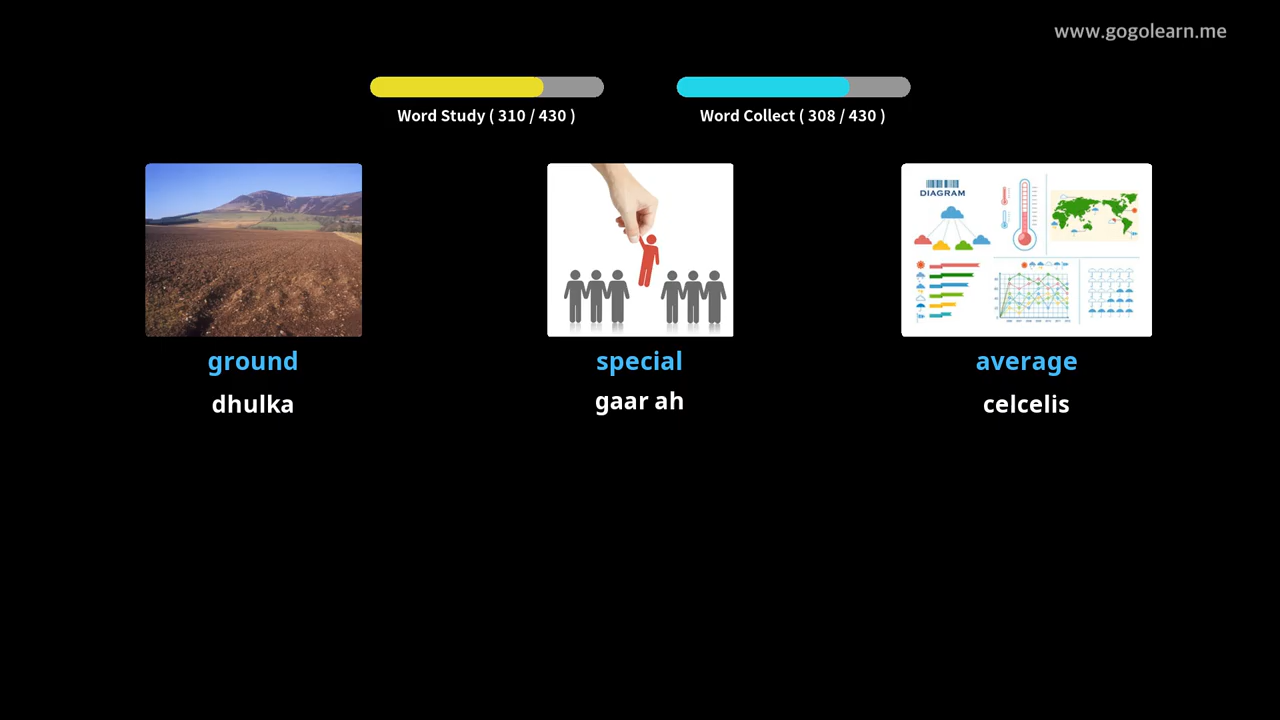 www.gogolearn.me
Word Study ( 310 / 430 )
Word Collect ( 308 / 430 )
DIAGRAM
ground
special
average
dhulka
gaar ah
celcelis